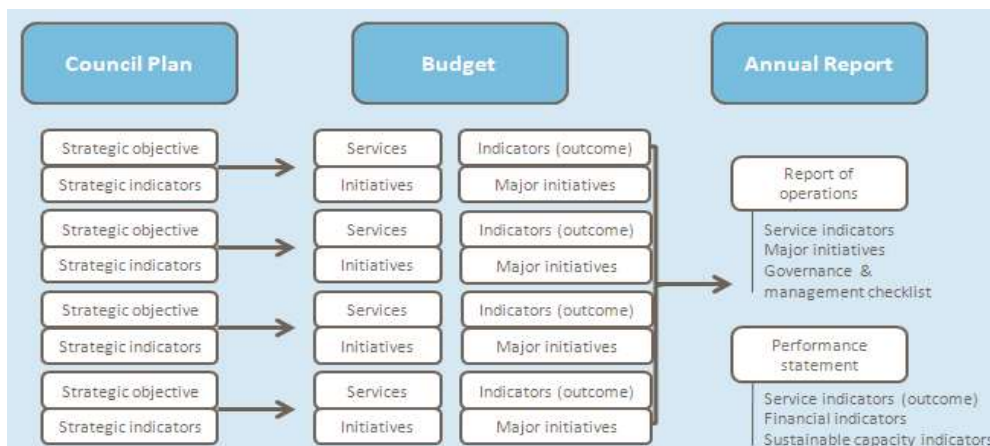 Council Plan
Budget
Annual Report
Strategic objective
Strategic indicators
Services
Initiatives
Indicators (outcome)
Major initiatives
Strategic objective
Strategic indicators
Services
Initiatives
Indicators (outcome)
Major initiatives
Strategic objective
Strategic indicators
Services
Initiatives
Indicators (outcome)
Major initiatives
Strategic objective
Strategic indicators
Services
Initiatives
Indicators (outcome)
Major initiatives
Report of
operations
Service indicators
Major initiatives
Governance &
management checklist
Performance
statement
Service indicators (outcome)
Financial indicators
Sustainable capacity indicators